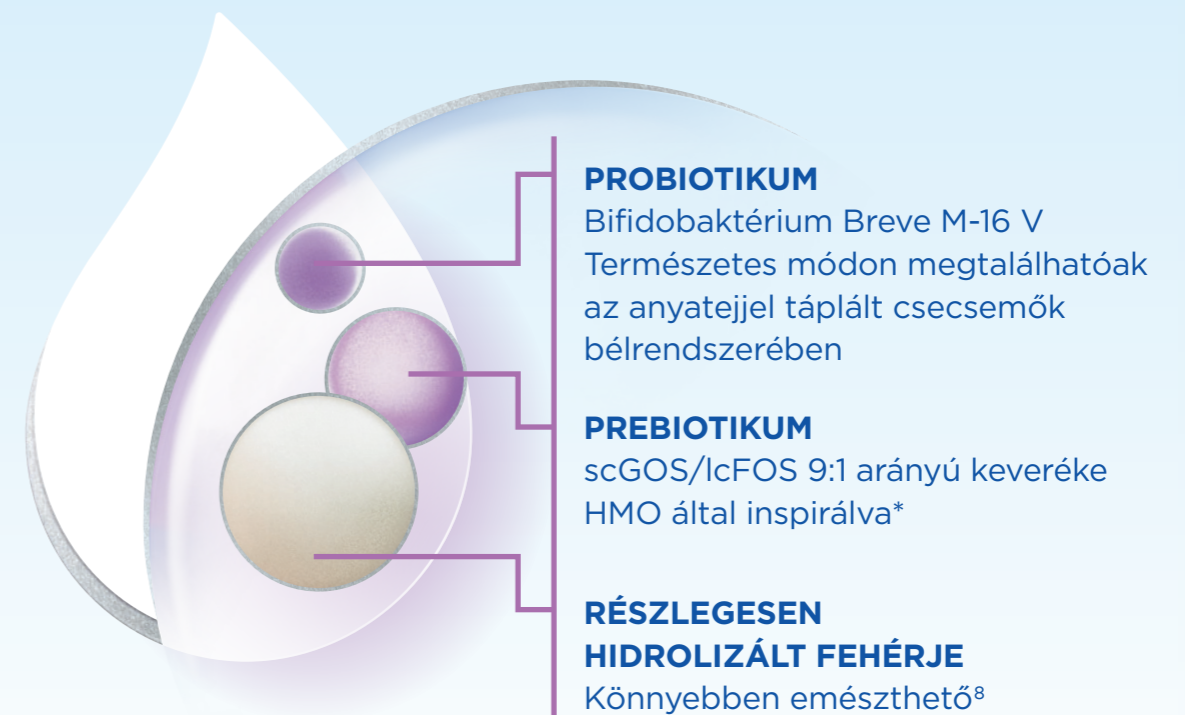 PROBIOTIKUM
Bifidobaktérium Breve M-16 V
Természetes módon megtalálhatóak
az anyatejjel táplált csecsemők
bélrendszerében
PREBIOTIKUM
scGOS/lcFOS 9:1 arányú keveréke
HMO által inspirálva*
RÉSZLEGESEN
HIDROLIZÁLT FEHÉRJE
Könnyebben emészthető⁸